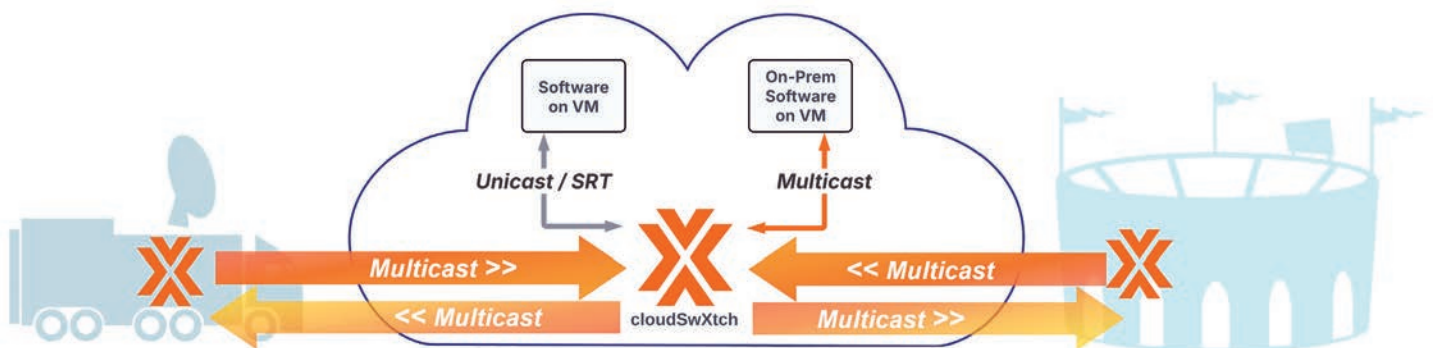 Software
on VM
On-Prem
Software
on VM
Unicast / SRT
Multicast
Multicast >>
<< Multicast
<< Multicast
cloudSwXtch
Multicast >>